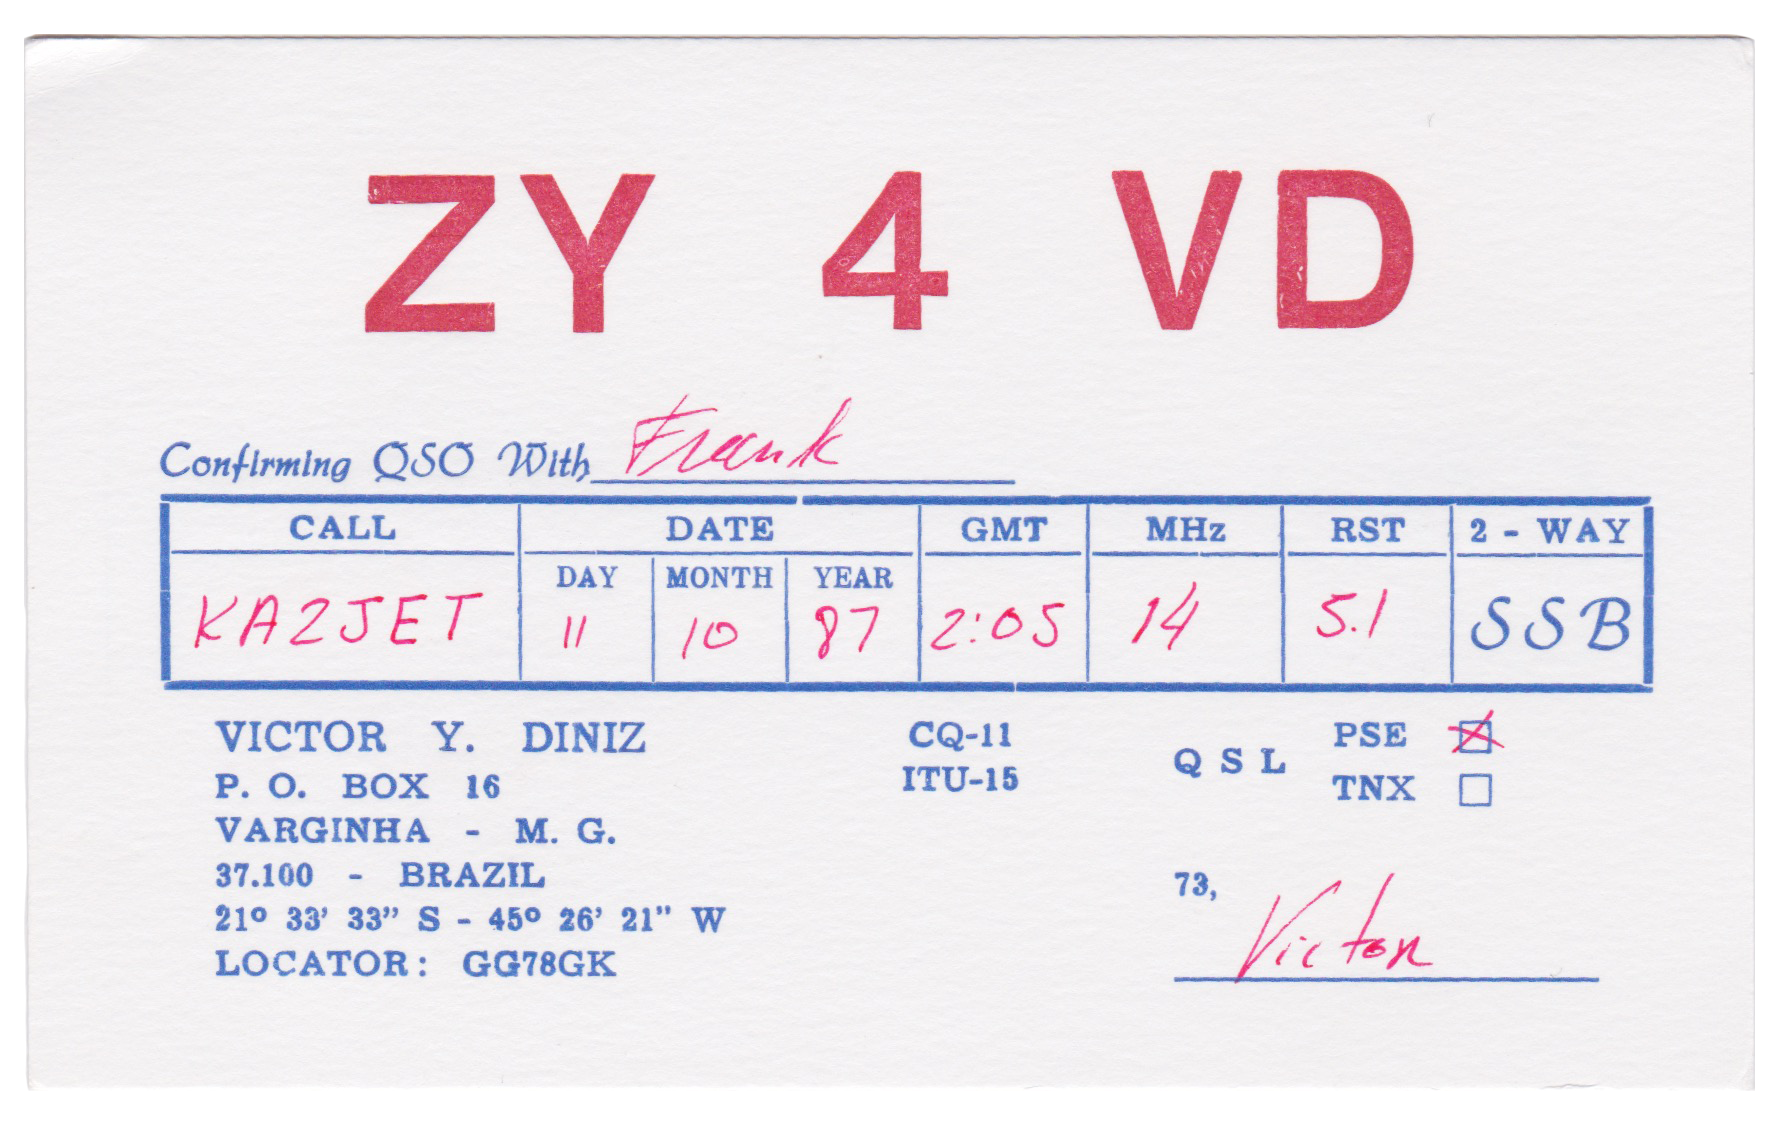 ZY 4 VD
Confirming QSO With Frank
CALL DATE GMT MHz RST 2 - WAY
DAY MONTH YEAR
KA2JET 11 10 87 2:05 14 5.1 SSB
VICTOR Y. DINIZ CQ-11 QSL PSE
P. O. BOX 16 ITU-15 TNX
VARGINHA - M. G.
37.100 - BRAZIL
21º 33' 33" S - 45º 26' 21" W
LOCATOR: GG78GK
73, Victor